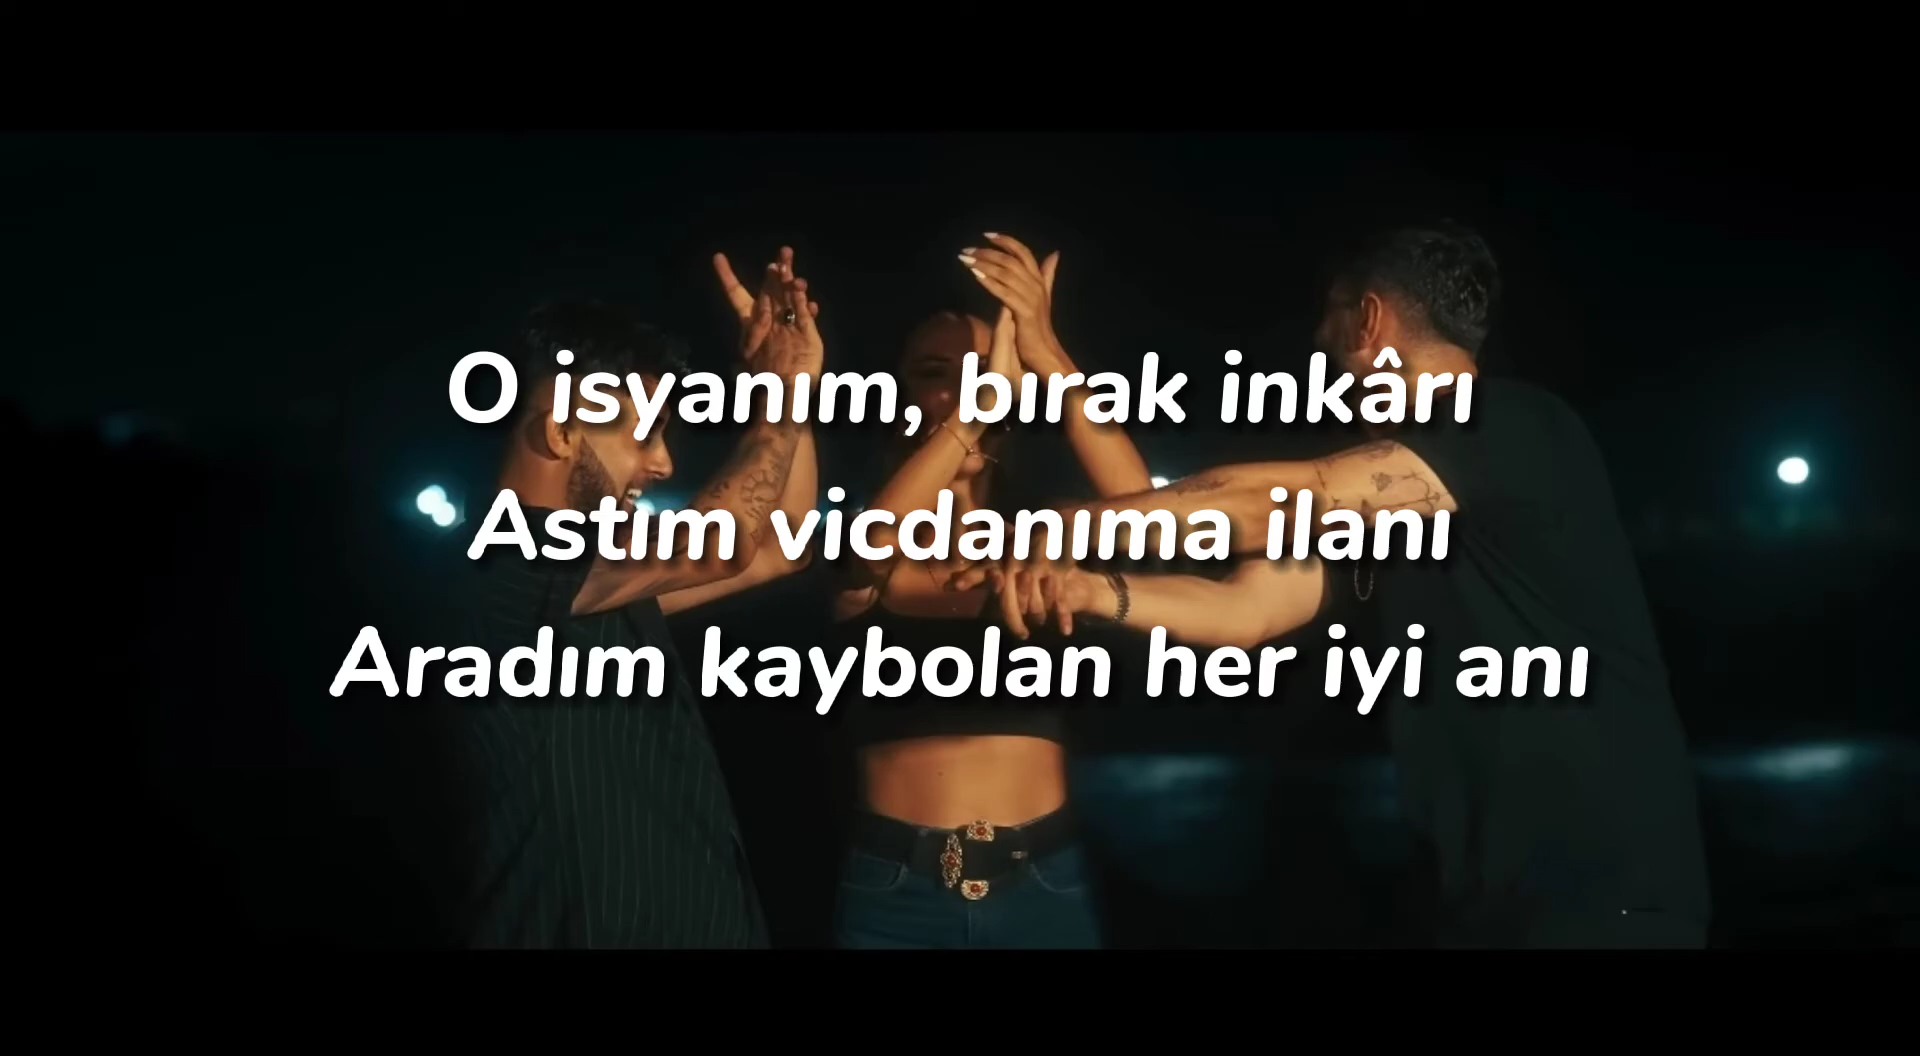 O isyanım, bırak inkârı
Astım vicdanıma ilanı
Aradım kaybolan her iyi anı